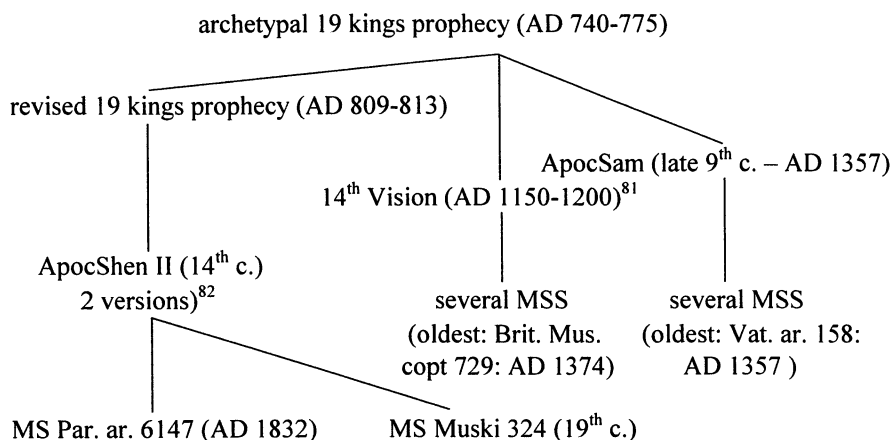 archetypal 19 kings prophecy (AD 740-775)
revised 19 kings prophecy (AD 809-813)
ApocSam (late 9th c. – AD 1357)
14th Vision (AD 1150-1200)81
ApocShen II (14th c.)
2 versions)82
several MSS
(oldest: Brit. Mus.
copt 729: AD 1374)
several MSS
(oldest: Vat. ar. 158:
AD 1357 )
MS Par. ar. 6147 (AD 1832)
MS Muski 324 (19th c.)